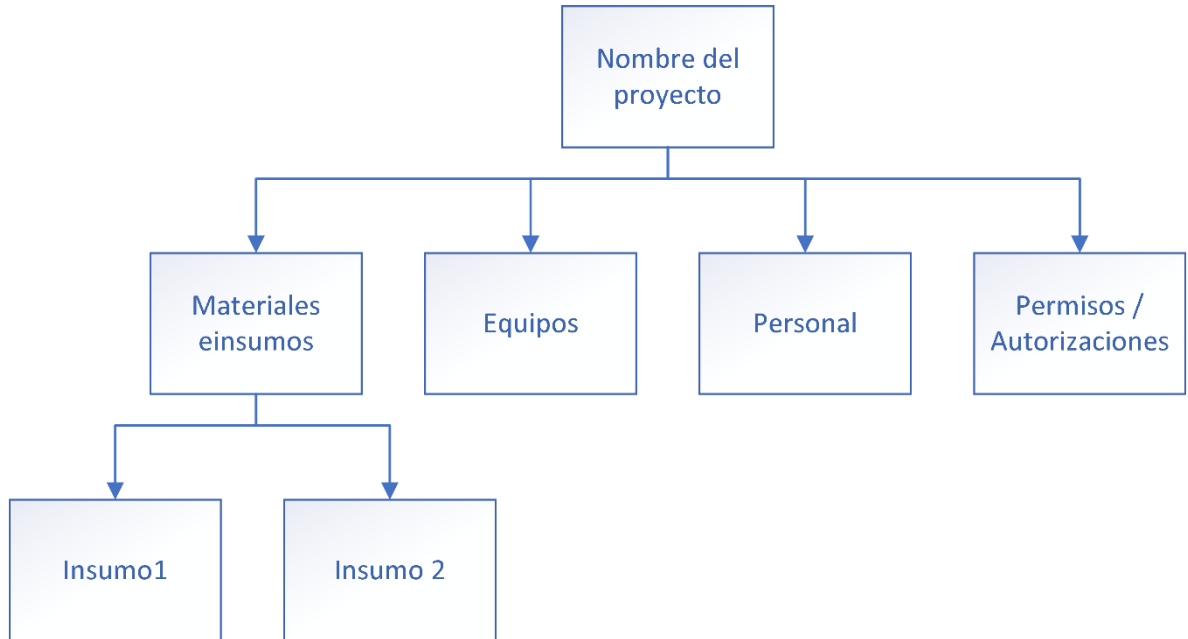 Nombre del
proyecto
Materiales
einsumos
Equipos
Personal
Permisos /
Autorizaciones
Insumo1
Insumo 2